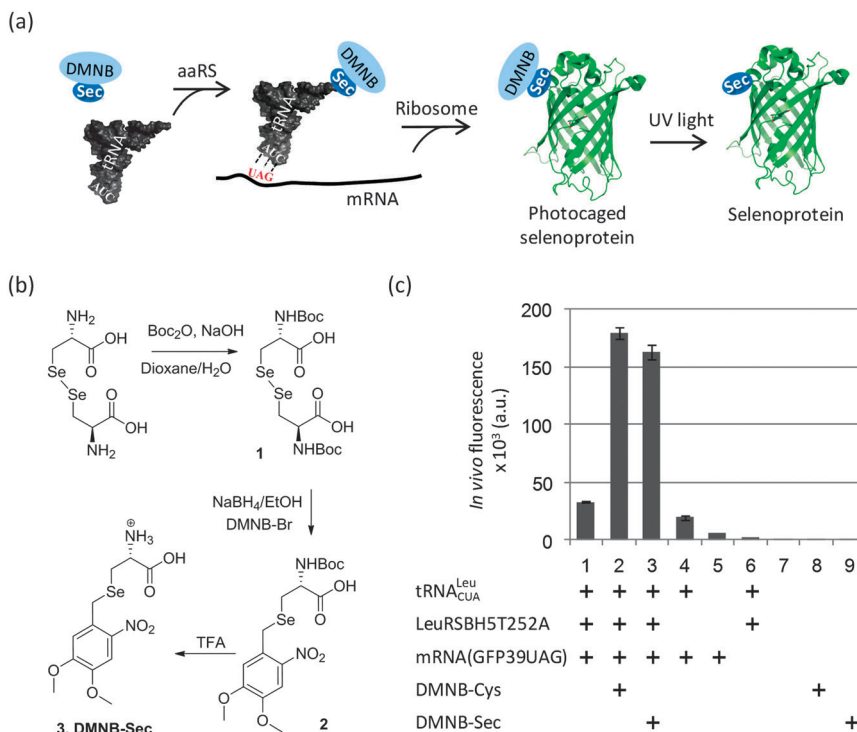 (a)
DMNB
Sec
tRNA
AUC
aaRS
DMNB
Sec
tRNA
AUC
UAG
mRNA
Ribosome
DMNB
Sec
Photocaged
selenoprotein
UV light
Sec
Selenoprotein
(b)
NH2
OH
O
Se
Se
O
OH
NH2
Boc2O, NaOH
Dioxane/H2O
NHBoc
OH
O
Se
Se
O
OH
NHBoc
1
NaBH4/EtOH
DMNB-Br
NHBoc
OH
O
Se
NO2
O
O
2
TFA
⊕
NH3
OH
O
Se
NO2
O
O
3. DMNB-Sec
(c)
In vivo fluorescence
x 10³ (a.u.)
200
150
100
50
0
1 2 3 4 5 6 7 8 9
tRNA Leu CUA + + + + +
LeuRSBH5T252A + + + +
mRNA(GFP39UAG) + + + + +
DMNB-Cys + +
DMNB-Sec + +